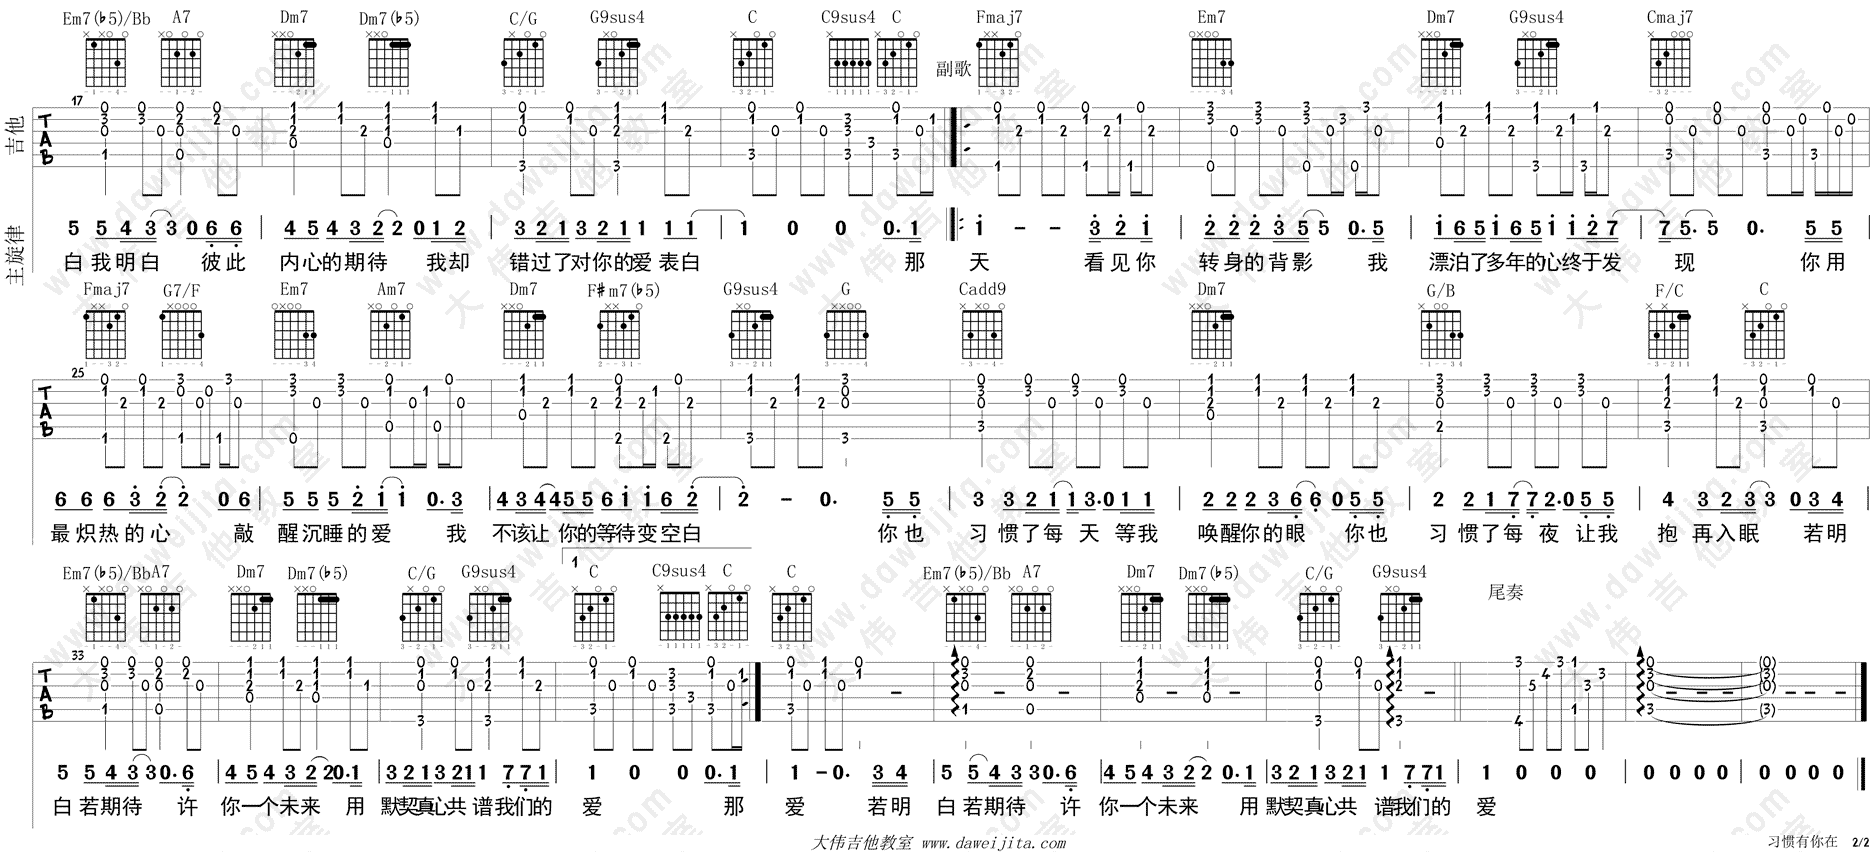 Em7(♭5)/Bb A7 Dm7 Dm7(♭5) C/G G9sus4 C C9sus4 C Fmaj7 Em7 Dm7 G9sus4 Cmaj7
副歌
17
吉他
TAB
主旋律
5 5 4 3 3 0 6 6 | 4 5 4 3 2 2 0 1 2 | 3 2 1 3 2 1 1 1 1 | 1 0 0 0. 1 | 1 - - 3 2 1 | 2 2 2 3 5 5 0. 5 | 1 6 5 1 6 5 1 1 2 7 | 7 5. 5 0. 5 5
白我明白 彼此 内心的期待 我却 错过了对你的爱表白 那 天 看见你 转身的背影 我 漂泊了多年的心终于发 现 你用
Fmaj7 G7/F Em7 Am7 Dm7 F♯m7(♭5) G9sus4 G Cadd9 Dm7 G/B F/C C
25
TAB
6 6 6 3 2 2 0 6 | 5 5 5 2 1 1 0. 3 | 4 3 4 4 5 5 6 1 1 6 2 | 2 - 0. 5 5 | 3 3 2 1 1 3. 0 1 1 | 2 2 2 3 6 6 0 5 5 | 2 2 1 7 7 2. 0 5 5 | 4 3 2 3 3 0 3 4
最炽热的心 敲 醒沉睡的爱 我 不该让你的等待变空白 你也 习惯了每天等我 唤醒你的眼 你也 习惯了每夜让我 抱再入眠 若明
1
Em7(♭5)/Bb A7 Dm7 Dm7(♭5) C/G G9sus4 C C9sus4 C C Em7(♭5)/Bb A7 Dm7 Dm7(♭5) C/G G9sus4
尾奏
33
TAB
5 5 4 3 3 0. 6 | 4 5 4 3 2 2 0. 1 | 3 2 1 3 2 1 1 7 7 1 | 1 0 0 0. 1 | 1 - 0. 3 4 | 5 5 4 3 3 0. 6 | 4 5 4 3 2 2 0. 1 | 3 2 1 3 2 1 1 7 7 1 | 1 0 0 0 | 0 0 0 0 | 0 0 0 0
白若期待 许 你一个未来 用 默契真心共谱我们的 爱 那 爱 若明 白若期待 许 你一个未来 用 默契真心共 谱我们的 爱
大伟吉他教室 www.daweijita.com
习惯有你在 2/2